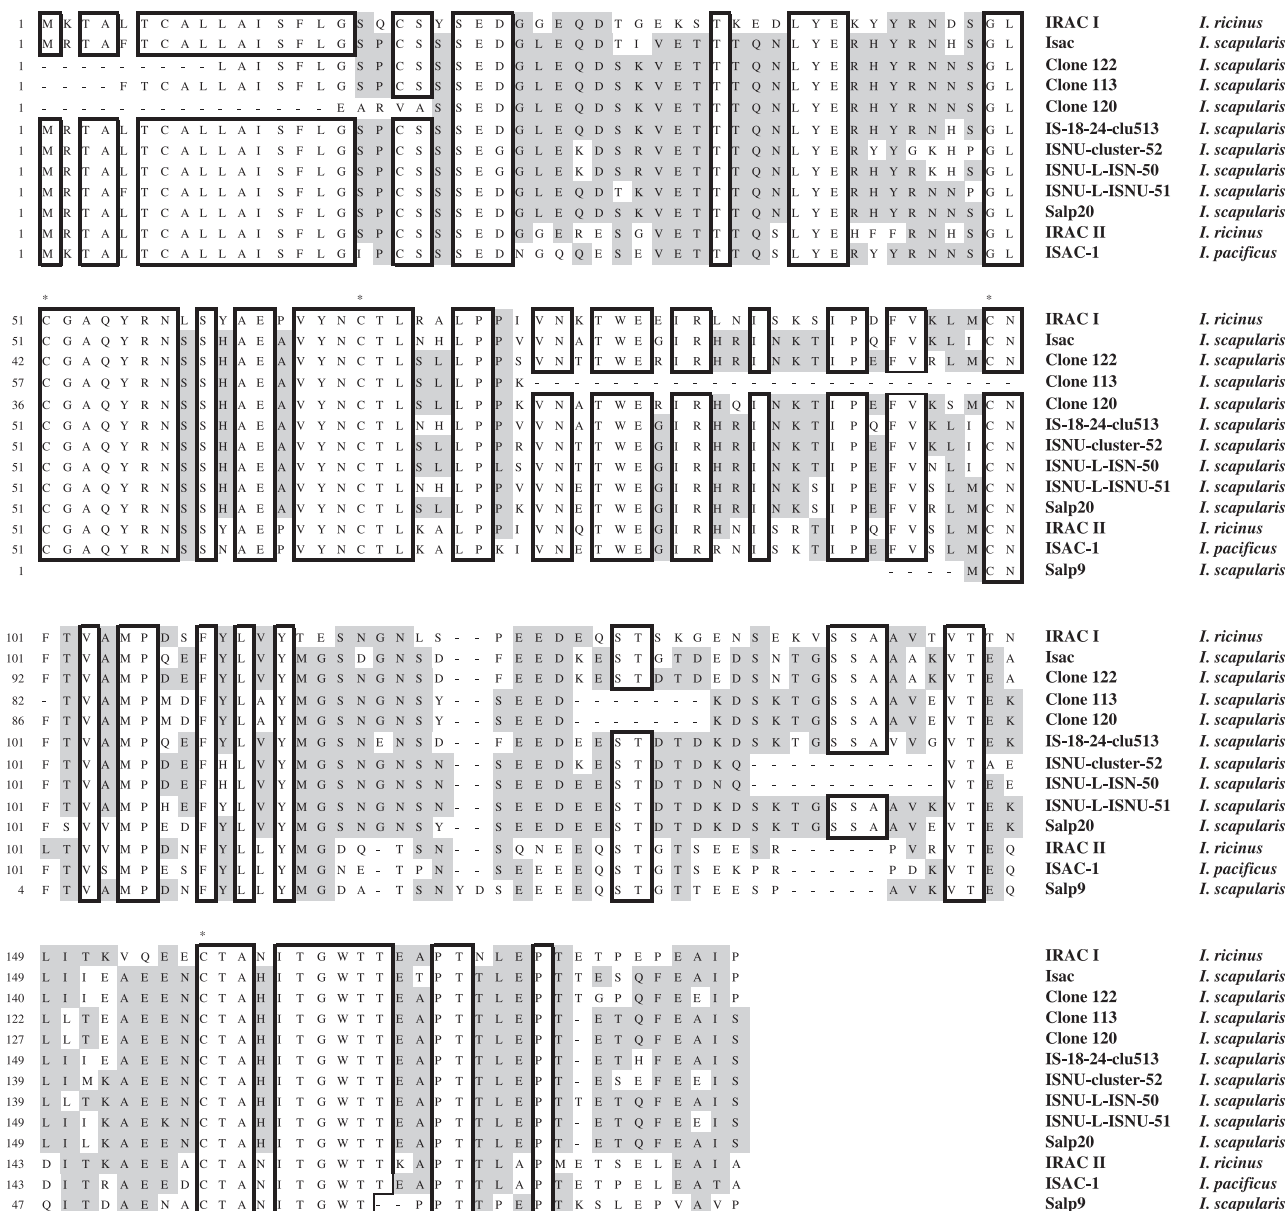 1 M K T A L T C A L L A I S F L G S Q C S Y S E D G G E Q D T G E K S T K E D L Y E K Y Y R N D S G L IRAC I I. ricinus
1 M R T A F T C A L L A I S F L G S P C S S S E D G L E Q D T I V E T T T Q N L Y E R H Y R N H S G L Isac I. scapularis
1 - - - - - - - - - L A I S F L G S P C S S S E D G L E Q D S K V E T T T Q N L Y E R H Y R N N S G L Clone 122 I. scapularis
1 - - - - F T C A L L A I S F L G S P C S S S E D G L E Q D S K V E T T T Q N L Y E R H Y R N N S G L Clone 113 I. scapularis
1 - - - - - - - - - - - - - - - E A R V A S S E D G L E Q D S K V E T T T Q N L Y E R H Y R N N S G L Clone 120 I. scapularis
1 M R T A L T C A L L A I S F L G S P C S S S E D G L E Q D S K V E T T T Q N L Y E R H Y R N H S G L IS-18-24-clu513 I. scapularis
1 M R T A L T C A L L A I S F L G S P C S S S E G G L E K D S R V E T T T Q N L Y E R Y Y G K H P G L ISNU-cluster-52 I. scapularis
1 M R T A L T C A L L A I S F L G S P C S S S E G G L E K D S R V E T T T Q N L Y E R H Y R K H S G L ISNU-L-ISN-50 I. scapularis
1 M R T A F T C A L L A I S F L G S P C S S S E D G L E Q D T K V E T T T Q N L Y E R H Y R N N P G L ISNU-L-ISNU-51 I. scapularis
1 M R T A L T C A L L A I S F L G S P C S S S E D G L E Q D S K V E T T T Q N L Y E R H Y R N N S G L Salp20 I. scapularis
1 M R T A L T C A L L A I S F L G S P C S S S E D G G E R E S G V E T T T Q S L Y E H F F R N H S G L IRAC II I. ricinus
1 M K T A L T C A L L A I S F L G I P C S S S E D N G Q Q E S E V E T T T Q S L Y E R Y Y R N N S G L ISAC-1 I. pacificus
* * *
51 C G A Q Y R N L S Y A E P V Y N C T L R A L P P I V N K T W E E I R L N I S K S I P D F V K L M C N IRAC I I. ricinus
51 C G A Q Y R N S S H A E A V Y N C T L N H L P P V V N A T W E G I R H R I N K T I P Q F V K L I C N Isac I. scapularis
42 C G A Q Y R N S S H A E A V Y N C T L S L L P P S V N T T W E R I R H R I N K T I P E F V R L M C N Clone 122 I. scapularis
57 C G A Q Y R N S S H A E A V Y N C T L S L L P P K - - - - - - - - - - - - - - - - - - - - - - - - - Clone 113 I. scapularis
36 C G A Q Y R N S S H A E A V Y N C T L S L L P P K V N A T W E R I R H Q I N K T I P E F V K S M C N Clone 120 I. scapularis
51 C G A Q Y R N S S H A E A V Y N C T L N H L P P V V N A T W E G I R H R I N K T I P Q F V K L I C N IS-18-24-clu513 I. scapularis
51 C G A Q Y R N S S H A E A V Y N C T L S L L P P R V N T T W E G I R H R I N K T I P E F V K L I C N ISNU-cluster-52 I. scapularis
51 C G A Q Y R N S S H A E A V Y N C T L S L L P L S V N T T W E G I R H R I N K T I P E F V N L I C N ISNU-L-ISN-50 I. scapularis
51 C G A Q Y R N S S H A E A V Y N C T L N H L P P V V N E T W E G I R H R I N K S I P E F V S L M C N ISNU-L-ISNU-51 I. scapularis
51 C G A Q Y R N S S H A E A V Y N C T L S L L P P K V N E T W E G I R H R I N K S I P E F V R L M C N Salp20 I. scapularis
51 C G A Q Y R N S S Y A E P V Y N C T L K A L P P I V N Q T W E G I R H N I S R T I P Q F V S L M C N IRAC II I. ricinus
51 C G A Q Y R N S S N A E P V Y N C T L K A L P K I V N E T W E G I R R N I S K T I P E F V S L M C N ISAC-1 I. pacificus
1 - - - - M C N Salp9 I. scapularis
101 F T V A M P D S F Y L V Y T E S N G N L S - - P E E D E Q S T S K G E N S E K V S S A A V T V T T N IRAC I I. ricinus
101 F T V A M P Q E F Y L V Y M G S D G N S D - - F E E D K E S T G T D E D S N T G S S A A A K V T E A Isac I. scapularis
92 F T V A M P D E F Y L V Y M G S N G N S D - - F E E D K E S T D T D E D S N T G S S A A A K V T E A Clone 122 I. scapularis
82 - T V A M P M D F Y L A Y M G S N G N S Y - - S E E D - - - - - - - K D S K T G S S A A V E V T E K Clone 113 I. scapularis
86 F T V A M P M D F Y L A Y M G S N G N S Y - - S E E D - - - - - - - K D S K T G S S A A V E V T E K Clone 120 I. scapularis
101 F T V A M P Q E F Y L V Y M G S N E N S D - - F E E D E E S T D T D K D S K T G S S A V V G V T E K IS-18-24-clu513 I. scapularis
101 F T V A M P D E F H L V Y M G S N G N S N - - S E E D K E S T D T D K Q - - - - - - - - - - V T A E ISNU-cluster-52 I. scapularis
101 F T V A M P D E F H L V Y M G S N G N S N - - S E E D E E S T D T D N Q - - - - - - - - - - V T E E ISNU-L-ISN-50 I. scapularis
101 F T V A M P H E F Y L V Y M G S N G N S N - - S E E D E E S T D T D K D S K T G S S A A V K V T E K ISNU-L-ISNU-51 I. scapularis
101 F S V V M P E D F Y L V Y M G S N G N S Y - - S E E D E E S T D T D K D S K T G S S A A V E V T E K Salp20 I. scapularis
101 L T V V M P D N F Y L L Y M G D Q - T S N - - S Q N E E Q S T G T S E E S R - - - - - P V R V T E Q IRAC II I. ricinus
101 F T V S M P E S F Y L L Y M G N E - T P N - - S E E E E Q S T G T S E K P R - - - - - P D K V T E Q ISAC-1 I. pacificus
4 F T V A M P D N F Y L L Y M G D A - T S N Y D S E E E E Q S T G T T E E S P - - - - - A V K V T E Q Salp9 I. scapularis
*
149 L I T K V Q E E C T A N I T G W T T E A P T N L E P T E T P E P E A I P IRAC I I. ricinus
149 L I I E A E E N C T A H I T G W T T E T P T T L E P T T E S Q F E A I P Isac I. scapularis
140 L I I E A E E N C T A H I T G W T T E A P T T L E P T T G P Q F E E I P Clone 122 I. scapularis
122 L L T E A E E N C T A H I T G W T T E A P T T L E P T - E T Q F E A I S Clone 113 I. scapularis
127 L L T E A E E N C T A H I T G W T T E A P T T L E P T - E T Q F E A I S Clone 120 I. scapularis
149 L I I E A E E N C T A H I T G W T T E A P T T L E P T - E T H F E A I S IS-18-24-clu513 I. scapularis
139 L I M K A E E N C T A H I T G W T T E A P T T L E P T - E S E F E E I S ISNU-cluster-52 I. scapularis
139 L L T K A E E N C T A H I T G W T T E A P T T L E P T T E T Q F E A I S ISNU-L-ISN-50 I. scapularis
149 L I I K A E K N C T A H I T G W T T E A P T T L E P T - E T Q F E E I S ISNU-L-ISNU-51 I. scapularis
149 L I L K A E E N C T A H I T G W T T E A P T T L E P T - E T Q F E A I S Salp20 I. scapularis
143 D I T K A E E A C T A N I T G W T T K A P T T L A P M E T S E L E A I A IRAC II I. ricinus
143 D I T R A E E D C T A N I T G W T T E A P T T L A P T E T P E L E A T A ISAC-1 I. pacificus
47 Q I T D A E N A C T A N I T G W T - - P P T T P E P T K S L E P V A V P Salp9 I. scapularis